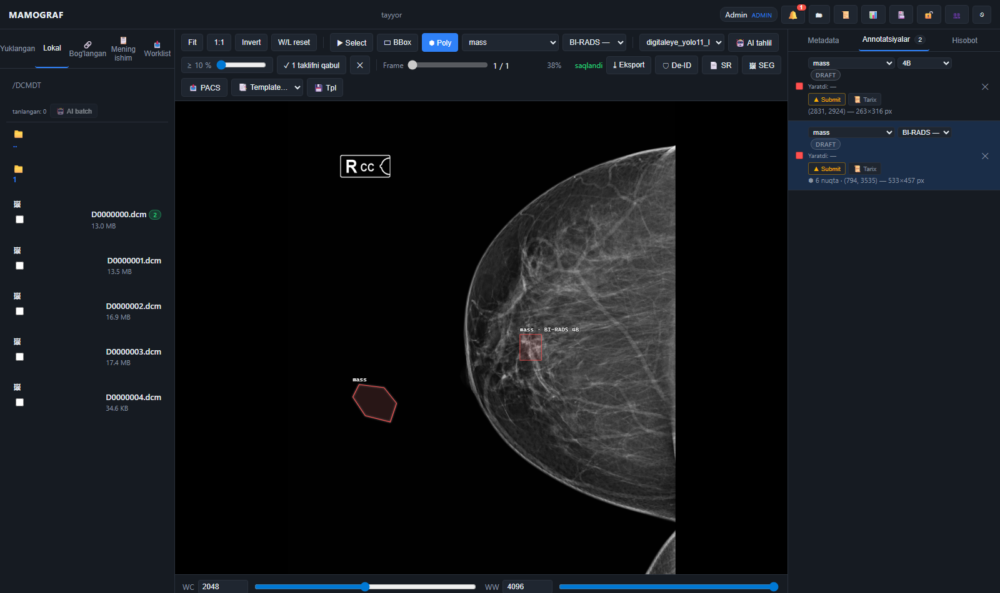 MAMOGRAF
tayyor
Admin ADMIN
1
Yuklangan
Lokal
Bog'langan
Mening ishim
Worklist
/DCMDT
tanlangan: 0
AI batch
..
1
D0000000.dcm 2
13.0 MB
D0000001.dcm
13.5 MB
D0000002.dcm
16.9 MB
D0000003.dcm
17.4 MB
D0000004.dcm
34.6 KB
Fit
1:1
Invert
W/L reset
Select
BBox
Poly
mass
BI-RADS —
digitaleye_yolo11_l
AI tahlil
≥ 10 %
✓ 1 taklifni qabul
Frame
1 / 1
38%
saqlandi
Eksport
De-ID
SR
SEG
PACS
Template...
Tpl
R CC
mass · BI-RADS 4B
mass
WC 2048
WW 4096
Metadata
Annotatsiyalar 2
Hisobot
mass
4B
DRAFT
Yaratdi: —
Submit
Tarix
(2831, 2924) — 263×316 px
mass
BI-RADS —
DRAFT
Yaratdi: —
Submit
Tarix
6 nuqta · (794, 3535) — 533×457 px